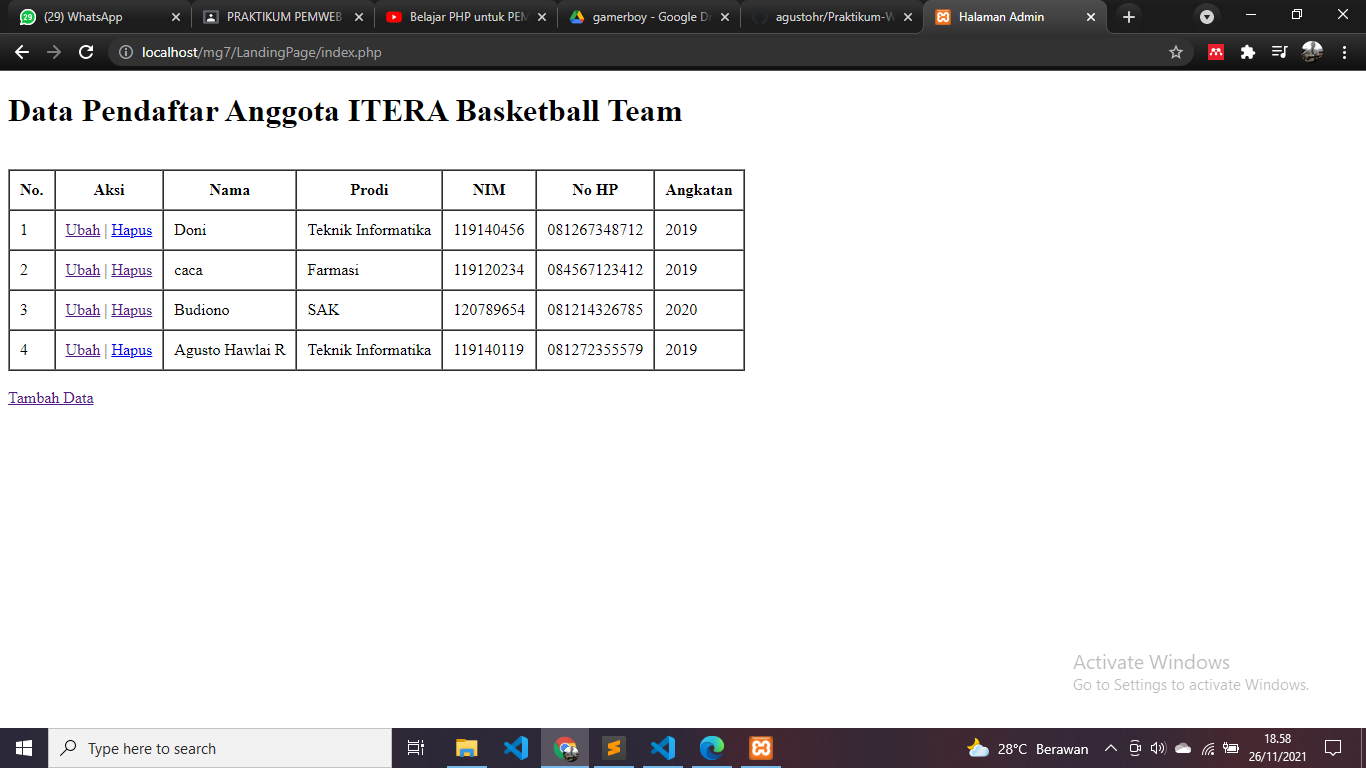 29 (29) WhatsApp
PRAKTIKUM PEMWEB
Belajar PHP untuk PEM
gamerboy - Google Dr
agustohr/Praktikum-W
Halaman Admin
localhost/mg7/LandingPage/index.php
Data Pendaftar Anggota ITERA Basketball Team
No. Aksi Nama Prodi NIM No HP Angkatan
1 Ubah | Hapus Doni Teknik Informatika 119140456 081267348712 2019
2 Ubah | Hapus caca Farmasi 119120234 084567123412 2019
3 Ubah | Hapus Budiono SAK 120789654 081214326785 2020
4 Ubah | Hapus Agusto Hawlai R Teknik Informatika 119140119 081272355579 2019
Tambah Data
Activate Windows
Go to Settings to activate Windows.
Type here to search
28°C Berawan
18.58
26/11/2021